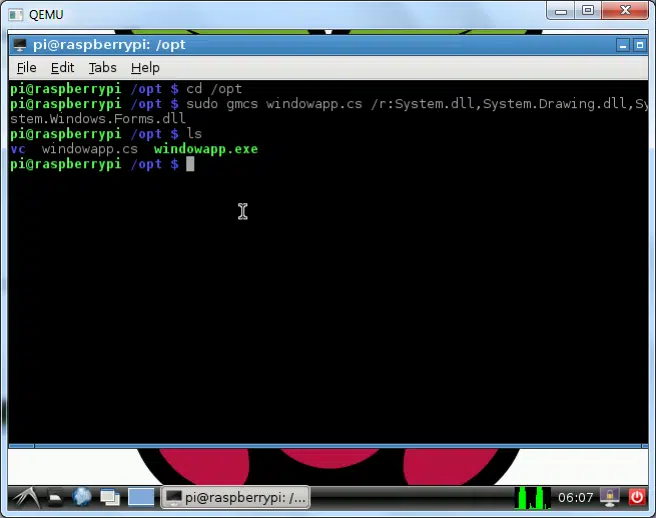 QEMU
pi@raspberrypi: /opt
File Edit Tabs Help
pi@raspberrypi /opt $ cd /opt
pi@raspberrypi /opt $ sudo gmcs windowapp.cs /r:System.dll,System.Drawing.dll,Sy
stem.Windows.Forms.dll
pi@raspberrypi /opt $ ls
vc windowapp.cs windowapp.exe
pi@raspberrypi /opt $
pi@raspberrypi: /... 06:07